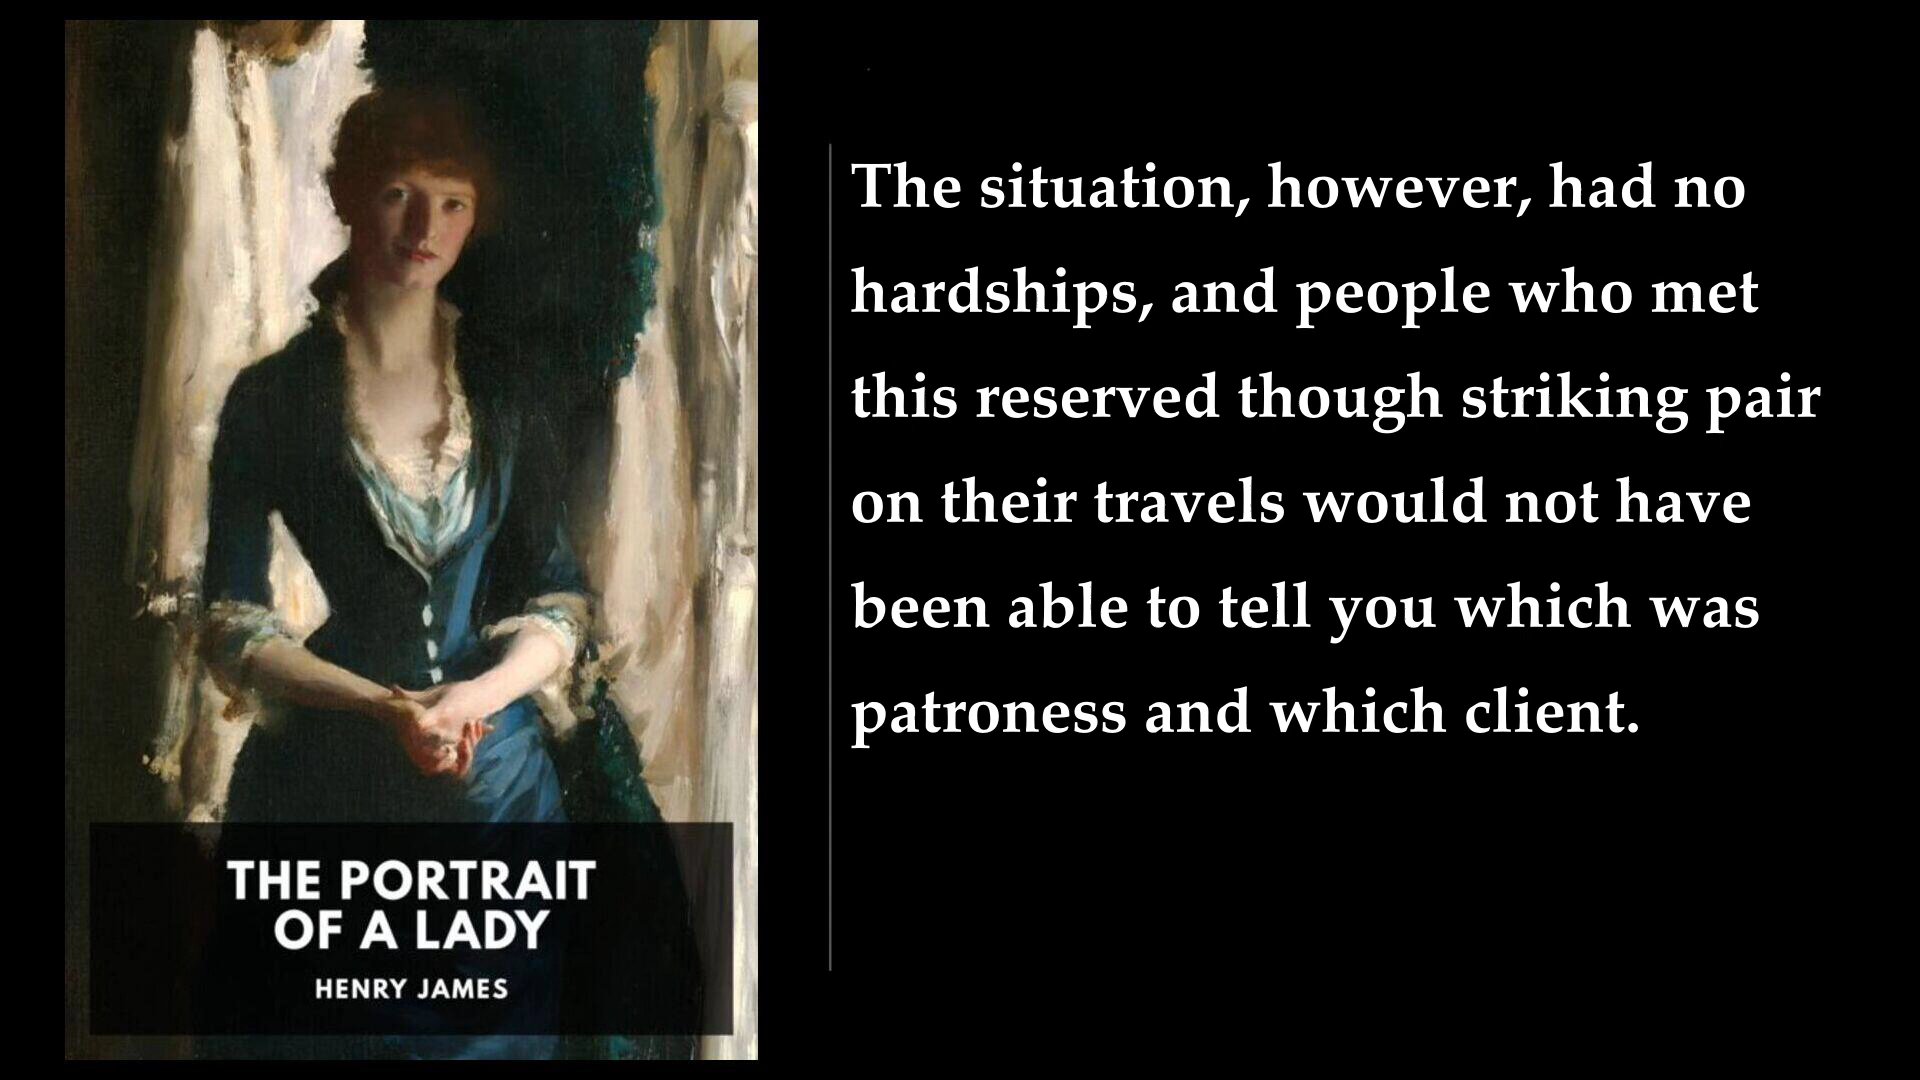 THE PORTRAIT
OF A LADY
HENRY JAMES
The situation, however, had no
hardships, and people who met
this reserved though striking pair
on their travels would not have
been able to tell you which was
patroness and which client.